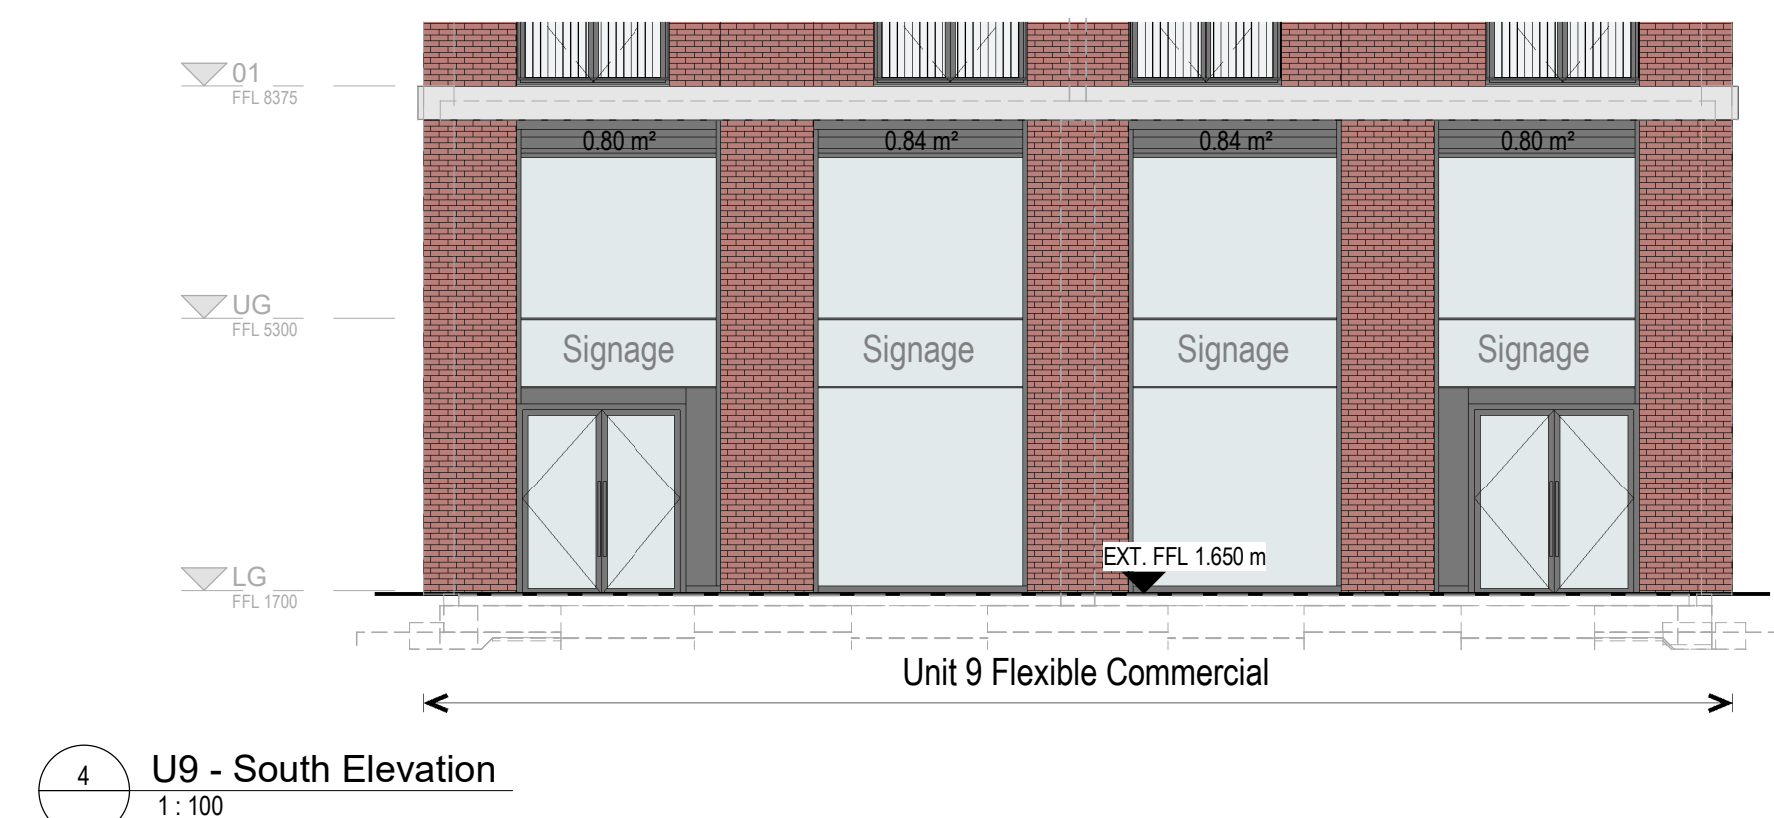 01
FFL 8375
0.80 m² 0.84 m² 0.84 m² 0.80 m²
UG
FFL 5300
Signage Signage Signage Signage
EXT. FFL 1.650 m
LG
FFL 1700
Unit 9 Flexible Commercial
4 U9 - South Elevation
1 : 100